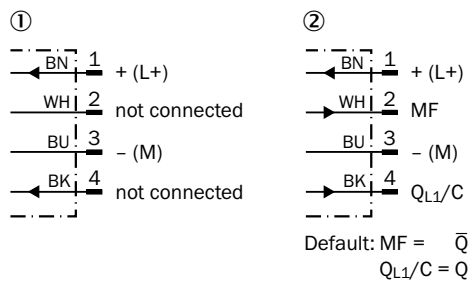 ①
BN 1 + (L+)
WH 2 not connected
BU 3 – (M)
BK 4 not connected
②
BN 1 + (L+)
WH 2 MF
BU 3 – (M)
BK 4 QL1/C
Default: MF = Q̅
QL1/C = Q